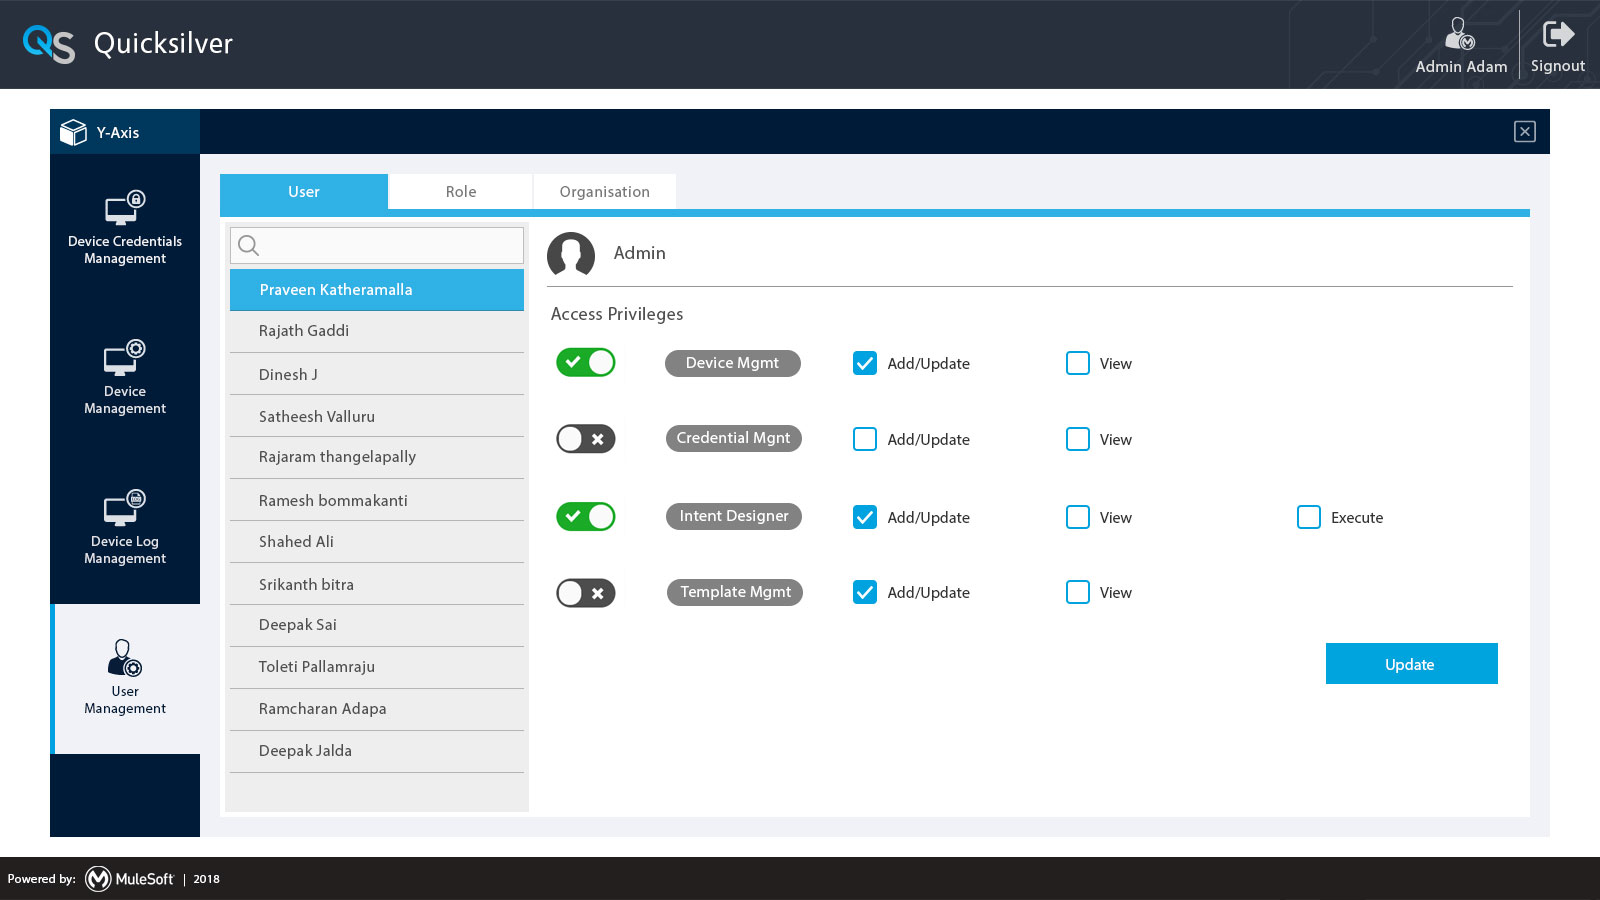 QS Quicksilver
Admin Adam
Signout
Y-Axis
Device Credentials
Management
Device
Management
Device Log
Management
User
Management
User
Role
Organisation
Praveen Katheramalla
Rajath Gaddi
Dinesh J
Satheesh Valluru
Rajaram thangelapally
Ramesh bommakanti
Shahed Ali
Srikanth bitra
Deepak Sai
Toleti Pallamraju
Ramcharan Adapa
Deepak Jalda
Admin
Access Privileges
Device Mgmt Add/Update View
Credential Mgnt Add/Update View
Intent Designer Add/Update View Execute
Template Mgmt Add/Update View
Update
Powered by: MuleSoft | 2018